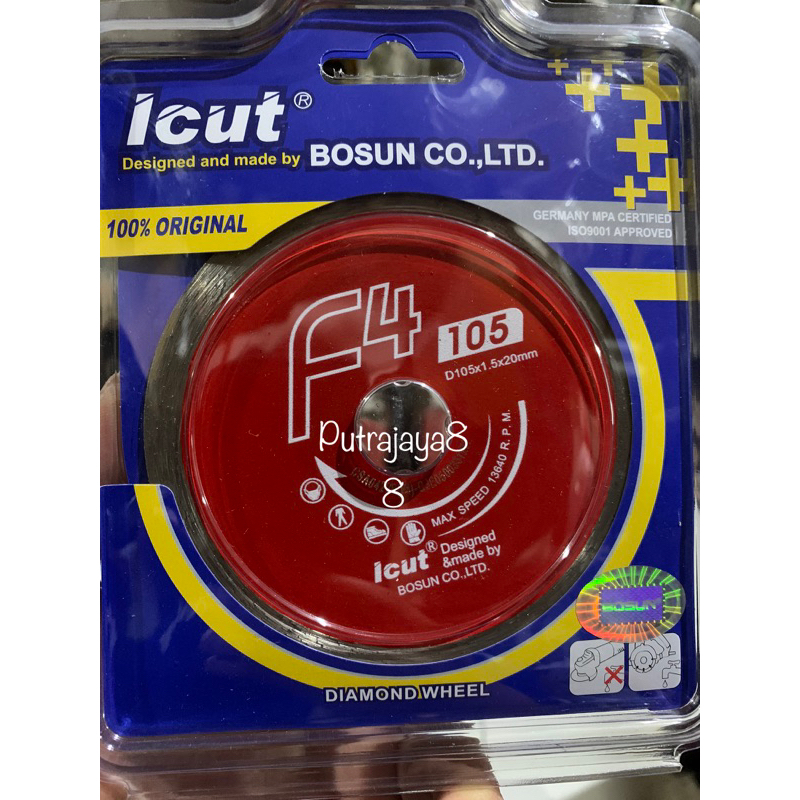 Icut®
Designed and made by BOSUN CO.,LTD.
100% ORIGINAL
GERMANY MPA CERTIFIED
ISO9001 APPROVED
F4
105
D105x1.5x20mm
Putrajaya8
8
MAX SPEED 13640 R.P.M.
Icut® Designed
&made by
BOSUN CO.,LTD.
BOSUN
DIAMOND WHEEL